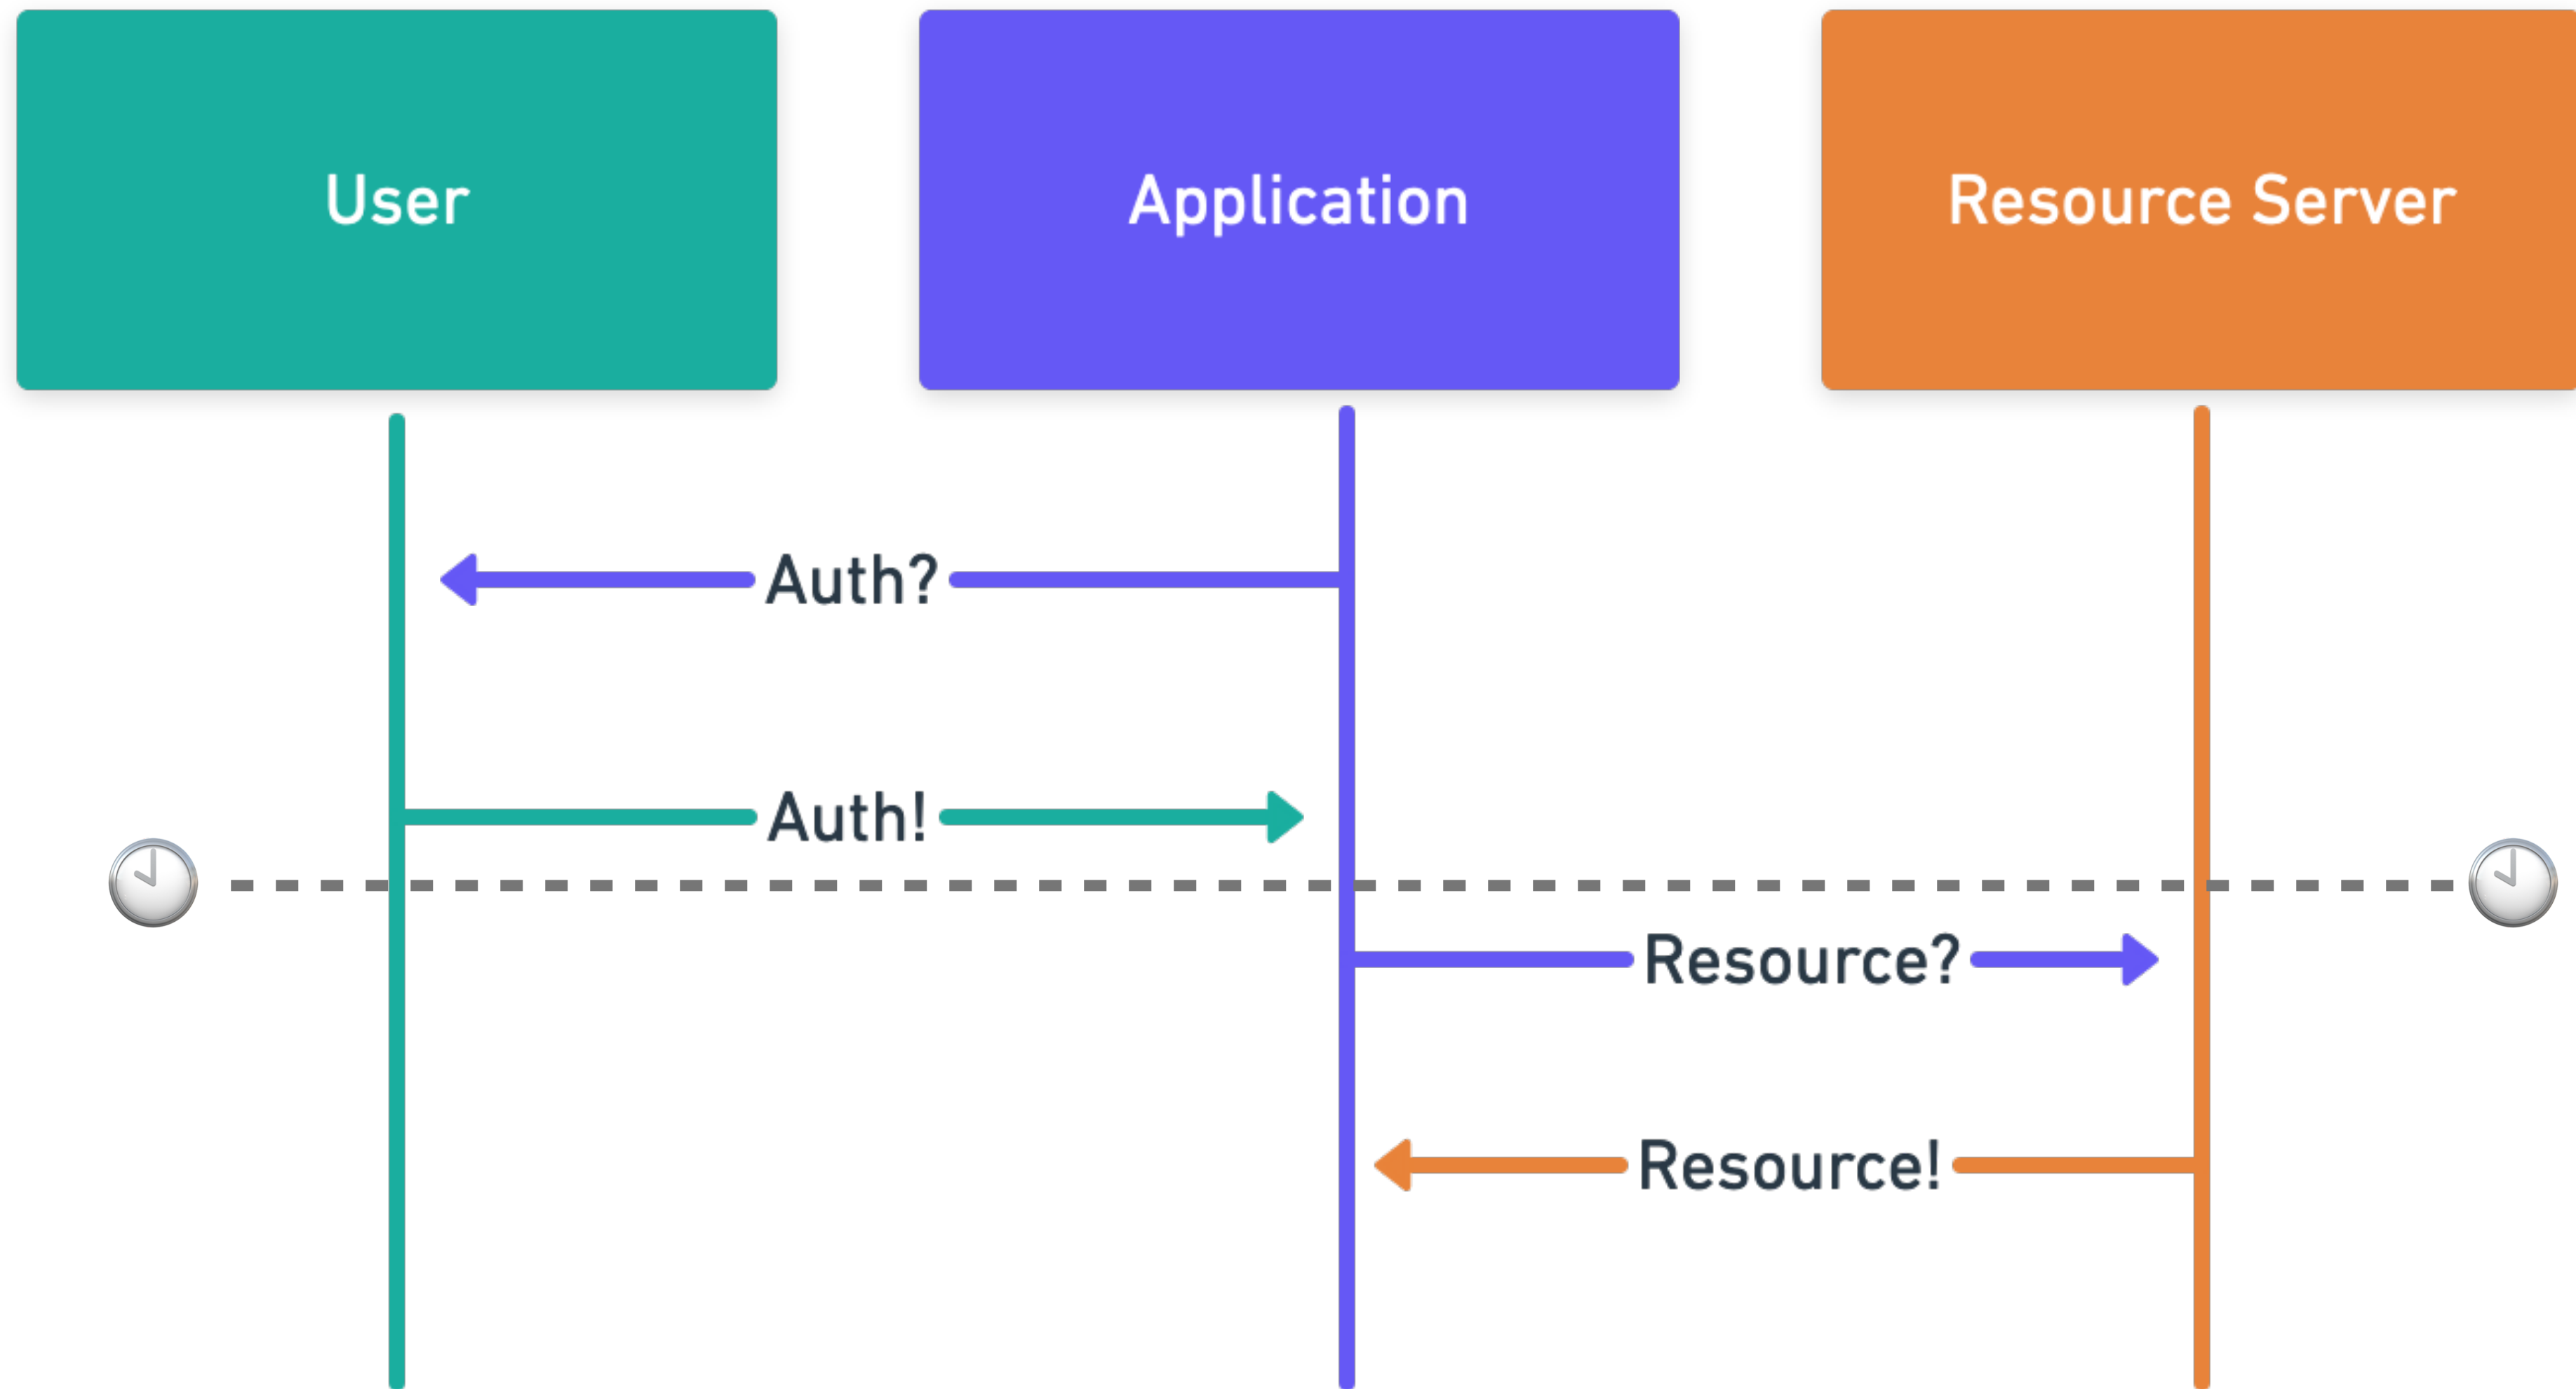 User
Application
Resource Server
Auth?
Auth!
Resource?
Resource!